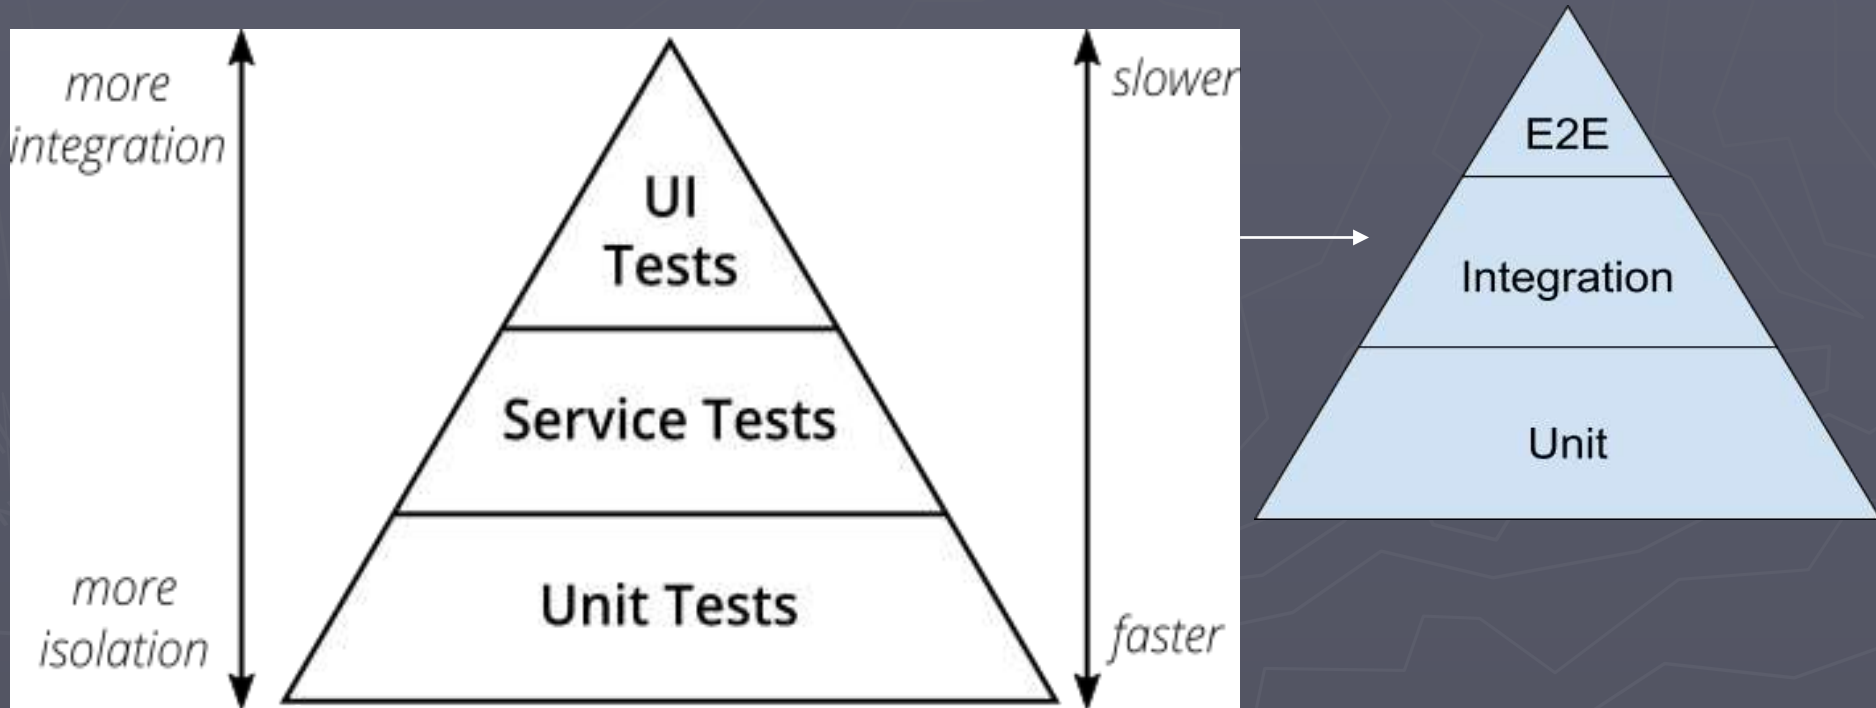 more
integration
UI
Tests
Service Tests
Unit Tests
more
isolation
slower
faster
E2E
Integration
Unit